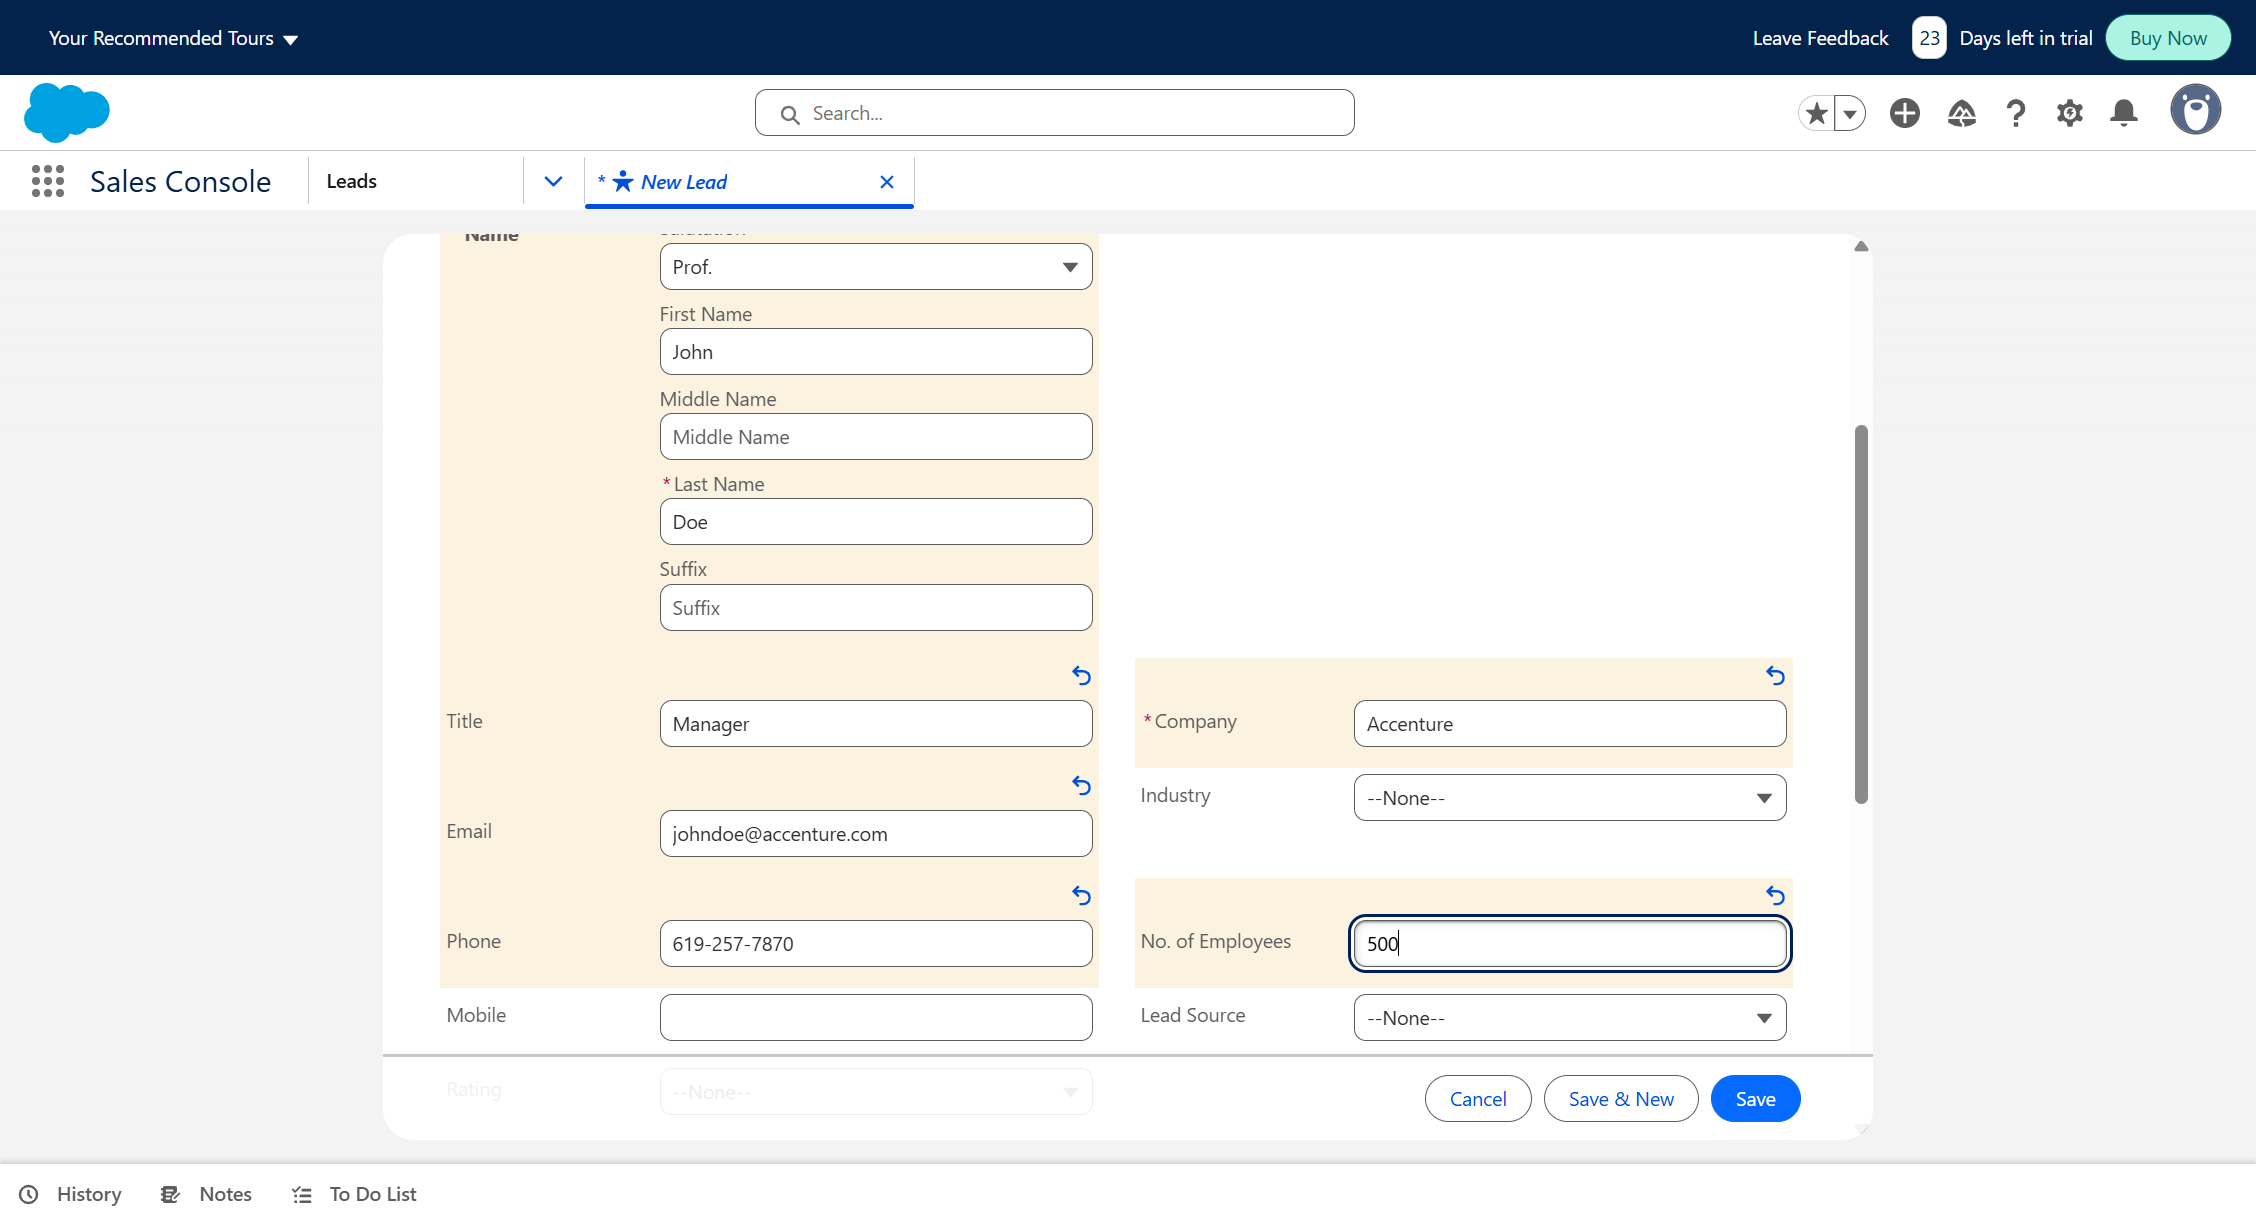 Your Recommended Tours
Leave Feedback
23 Days left in trial
Buy Now
Search...
Sales Console
Leads
* New Lead
Name
Salutation
Prof.
First Name
John
Middle Name
Middle Name
*Last Name
Doe
Suffix
Suffix
Title
Manager
*Company
Accenture
Industry
--None--
Email
johndoe@accenture.com
Phone
619-257-7870
No. of Employees
500
Mobile
Lead Source
--None--
Rating
--None--
Cancel
Save & New
Save
History
Notes
To Do List